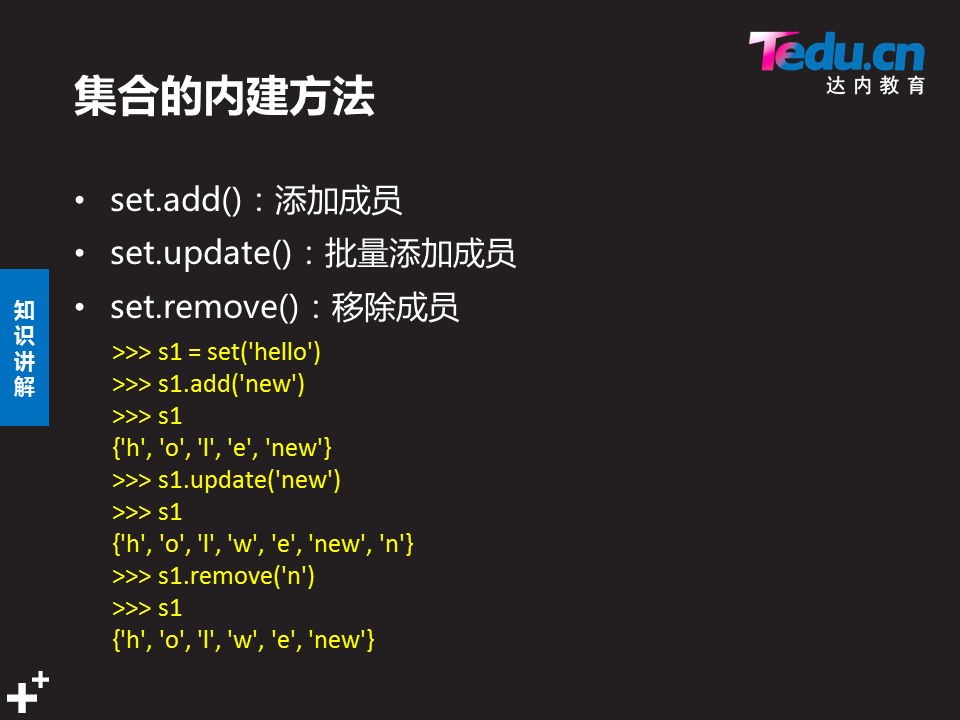 Tedu.cn
达内教育
集合的内建方法
• set.add()：添加成员
• set.update()：批量添加成员
• set.remove()：移除成员
>>> s1 = set('hello')
>>> s1.add('new')
>>> s1
{'h', 'o', 'l', 'e', 'new'}
>>> s1.update('new')
>>> s1
{'h', 'o', 'l', 'w', 'e', 'new', 'n'}
>>> s1.remove('n')
>>> s1
{'h', 'o', 'l', 'w', 'e', 'new'}
知
识
讲
解